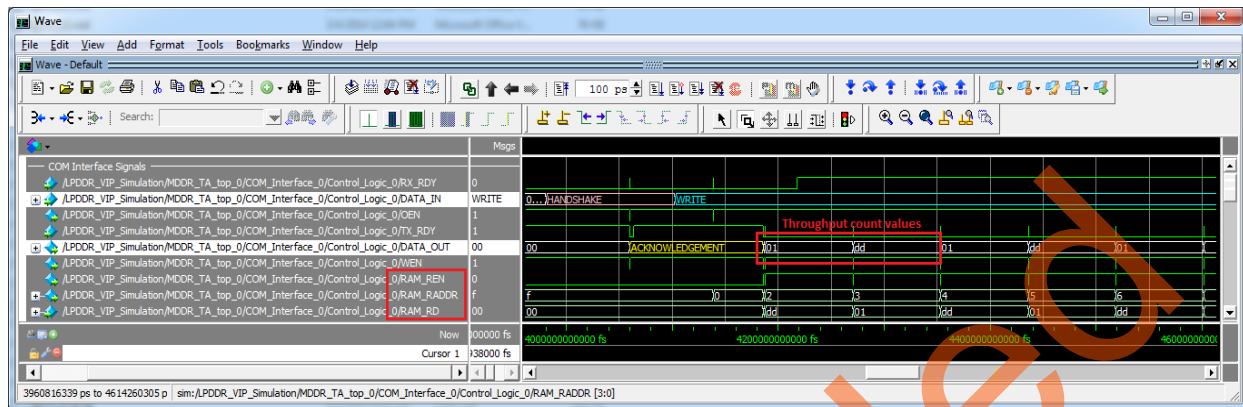 Wave
File Edit View Add Format Tools Bookmarks Window Help
Wave - Default
100 ps
Search:
Msgs
COM Interface Signals
/LPDDR_VIP_Simulation/MDDR_TA_top_0/COM_Interface_0/Control_Logic_0/RX_RDY 0
/LPDDR_VIP_Simulation/MDDR_TA_top_0/COM_Interface_0/Control_Logic_0/DATA_IN WRITE 0... HANDSHAKE WRITE
/LPDDR_VIP_Simulation/MDDR_TA_top_0/COM_Interface_0/Control_Logic_0/OEN 1
/LPDDR_VIP_Simulation/MDDR_TA_top_0/COM_Interface_0/Control_Logic_0/TX_RDY 1
Throughput count values
/LPDDR_VIP_Simulation/MDDR_TA_top_0/COM_Interface_0/Control_Logic_0/DATA_OUT 00 00 ACKNOWLEDGEMENT 01 dd 01 dd 01
/LPDDR_VIP_Simulation/MDDR_TA_top_0/COM_Interface_0/Control_Logic_0/WEN 1
/LPDDR_VIP_Simulation/MDDR_TA_top_0/COM_Interface_0/Control_Logic_0/RAM_REN 0
/LPDDR_VIP_Simulation/MDDR_TA_top_0/COM_Interface_0/Control_Logic_0/RAM_RADDR f f 0 2 3 4 5 6
/LPDDR_VIP_Simulation/MDDR_TA_top_0/COM_Interface_0/Control_Logic_0/RAM_RD 00 00 dd 01 dd 01 dd
Now 000000 fs 4000000000000 fs 4200000000000 fs 4400000000000 fs
Cursor 1 38000 fs
3960816339 ps to 4614260305 p sim:/LPDDR_VIP_Simulation/MDDR_TA_top_0/COM_Interface_0/Control_Logic_0/RAM_RADDR [3:0]